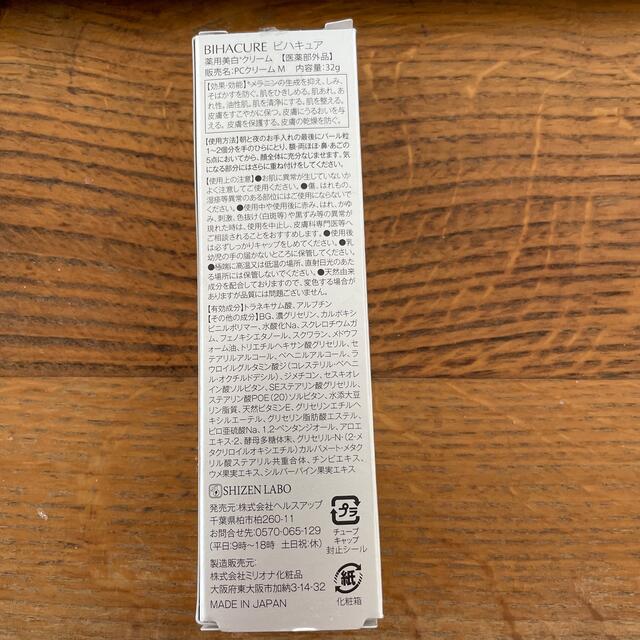 BIHACURE ビハキュア
薬用美白*クリーム 【医薬部外品】
販売名:PCクリーム M 内容量:32g
【効果・効能】*メラニンの生成を抑え、しみ、
そばかすを防ぐ。肌をひきしめる。肌あれ。あ
れ性。油性肌。肌を清浄にする。肌を整える。
皮膚をすこやかに保つ。皮膚にうるおいを与
える。皮膚を保護する。皮膚の乾燥を防ぐ。
【使用方法】朝と夜のお手入れの最後にパール粒
1〜2個分を手のひらにとり、額・両ほほ・鼻・あごの
5点においてから、顔全体に充分なじませます。気
になる部分にはさらに重ね付けをしてください。
【使用上の注意】●お肌に異常が生じていないか
よく注意してご使用ください。●傷、はれもの、
湿疹等異常のある部位にはご使用にならないで
ください。●使用中や使用後に赤み、はれ、かゆ
み、刺激、色抜け(白斑等)や黒ずみ等の異常が
現れた時は、使用を中止し、皮膚科専門医等へ
ご相談されることをおすすめします。●使用後
は必ずしっかりキャップをしめてください。●乳
幼児の手の届かないところに保管してください。
●極端に高温又は低温の場所、直射日光のあた
る場所には保管しないでください。●天然由来
成分を配合しておりますので、変色する場合が
ありますが品質には問題ございません。
【有効成分】トラネキサム酸、アルブチン
【その他の成分】BG、濃グリセリン、カルボキシ
ビニルポリマー、水酸化Na、スクレロチウムガ
ム、フェノキシエタノール、スクワラン、メドウフ
ォーム油、トリエチルヘキサン酸グリセリル、セ
テアリルアルコール、ベヘニルアルコール、ラ
ウロイルグルタミン酸ジ(コレステリル・ベヘニ
ル・オクチルドデシル)、ジメチコン、セスキオレ
イン酸ソルビタン、SEステアリン酸グリセリル、
ステアリン酸POE(20)ソルビタン、水添大豆
リン脂質、天然ビタミンE、グリセリンエチルヘ
キシルエーテル、グリセリン脂肪酸エステル、
ピロ亜硫酸Na、1,2-ペンタンジオール、アロエ
エキス-2、酵母多糖体末、グリセリル-N-(2-メ
タクリロイルオキシエチル)カルバメート・メタク
リル酸ステアリル共重合体、チンピエキス、
ウメ果実エキス、シルバーバイン果実エキス
SHIZEN LABO
発売元:株式会社ヘルスアップ
千葉県柏市柏260-11
お問合せ先:0570-065-129
(平日:9時〜18時 土日祝:休)
プラ
チューブ
キャップ
封止シール
製造販売元:
株式会社ミリオナ化粧品
大阪府東大阪市加納3-14-32
MADE IN JAPAN
紙
化粧箱